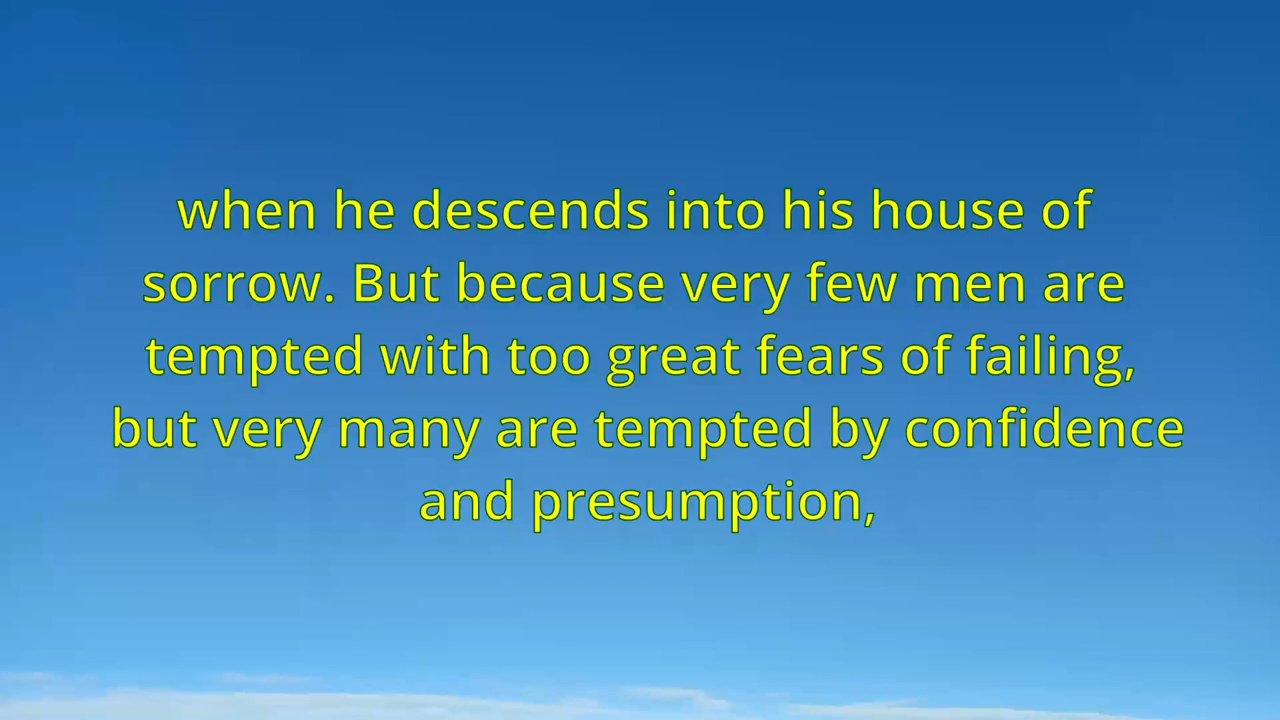 when he descends into his house of
sorrow. But because very few men are
tempted with too great fears of failing,
but very many are tempted by confidence
and presumption,